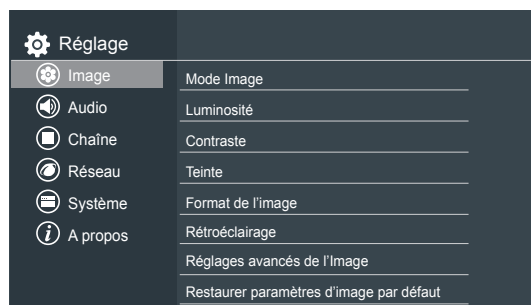 Réglage
Image
Audio
Chaîne
Réseau
Système
A propos
Mode Image
Luminosité
Contraste
Teinte
Format de l'image
Rétroéclairage
Réglages avancés de l'Image
Restaurer paramètres d'image par défaut